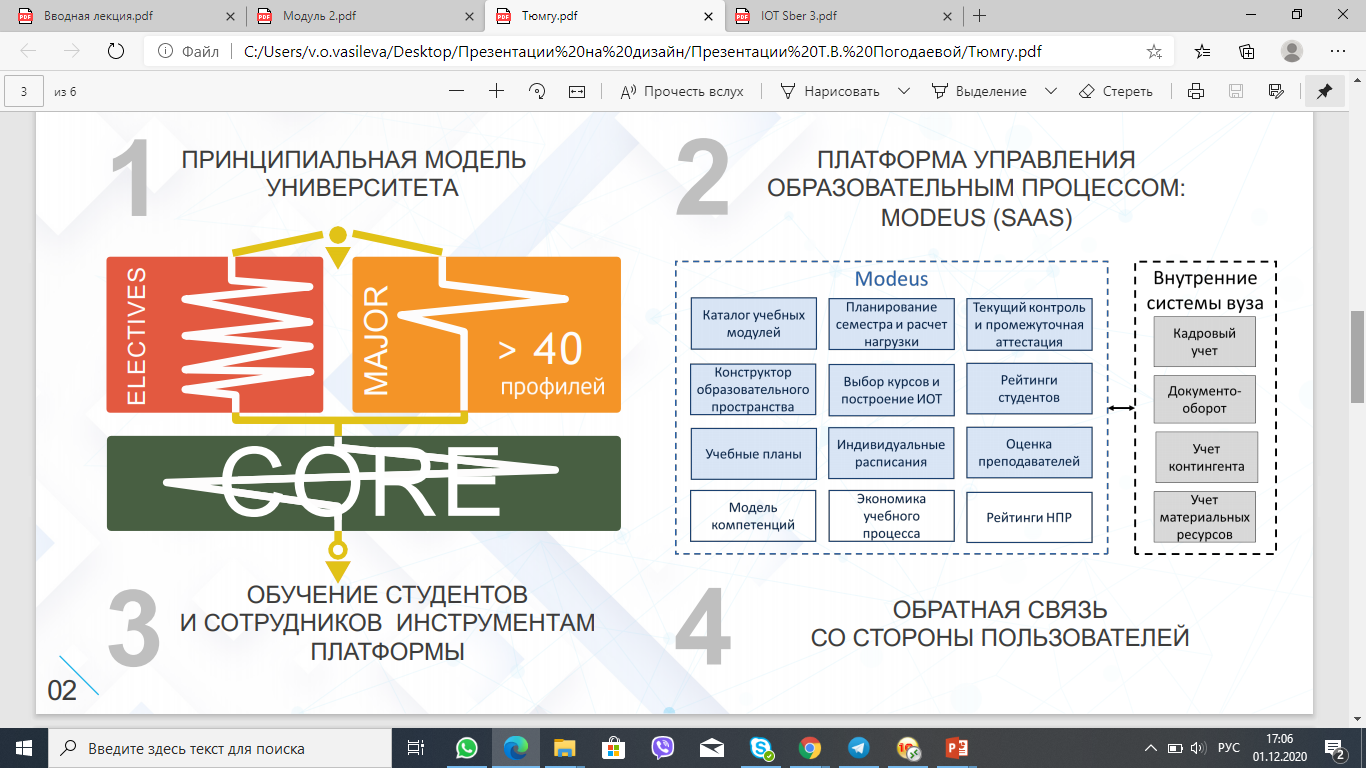 Вводная лекция.pdf
Модуль 2.pdf
Тюмгу.pdf
IOT Sber 3.pdf
Файл
C:/Users/v.o.vasileva/Desktop/Презентации%20на%20дизайн/Презентации%20Т.В.%20Погодаевой/Тюмгу.pdf
3
из 6
Прочесть вслух
Нарисовать
Выделение
Стереть
1
ПРИНЦИПИАЛЬНАЯ МОДЕЛЬ
УНИВЕРСИТЕТА
ELECTIVES
MAJOR
> 40
профилей
CORE
2
ПЛАТФОРМА УПРАВЛЕНИЯ
ОБРАЗОВАТЕЛЬНЫМ ПРОЦЕССОМ:
MODEUS (SAAS)
Modeus
Каталог учебных
модулей
Планирование
семестра и расчет
нагрузки
Текущий контроль
и промежуточная
аттестация
Конструктор
образовательного
пространства
Выбор курсов и
построение ИОТ
Рейтинги
студентов
Учебные планы
Индивидуальные
расписания
Оценка
преподавателей
Модель
компетенций
Экономика
учебного
процесса
Рейтинги НПР
Внутренние
системы вуза
Кадровый
учет
Документо-
оборот
Учет
контингента
Учет
материальных
ресурсов
3
ОБУЧЕНИЕ СТУДЕНТОВ
И СОТРУДНИКОВ ИНСТРУМЕНТАМ
ПЛАТФОРМЫ
4
ОБРАТНАЯ СВЯЗЬ
СО СТОРОНЫ ПОЛЬЗОВАТЕЛЕЙ
02
Введите здесь текст для поиска
РУС
17:06
01.12.2020
2